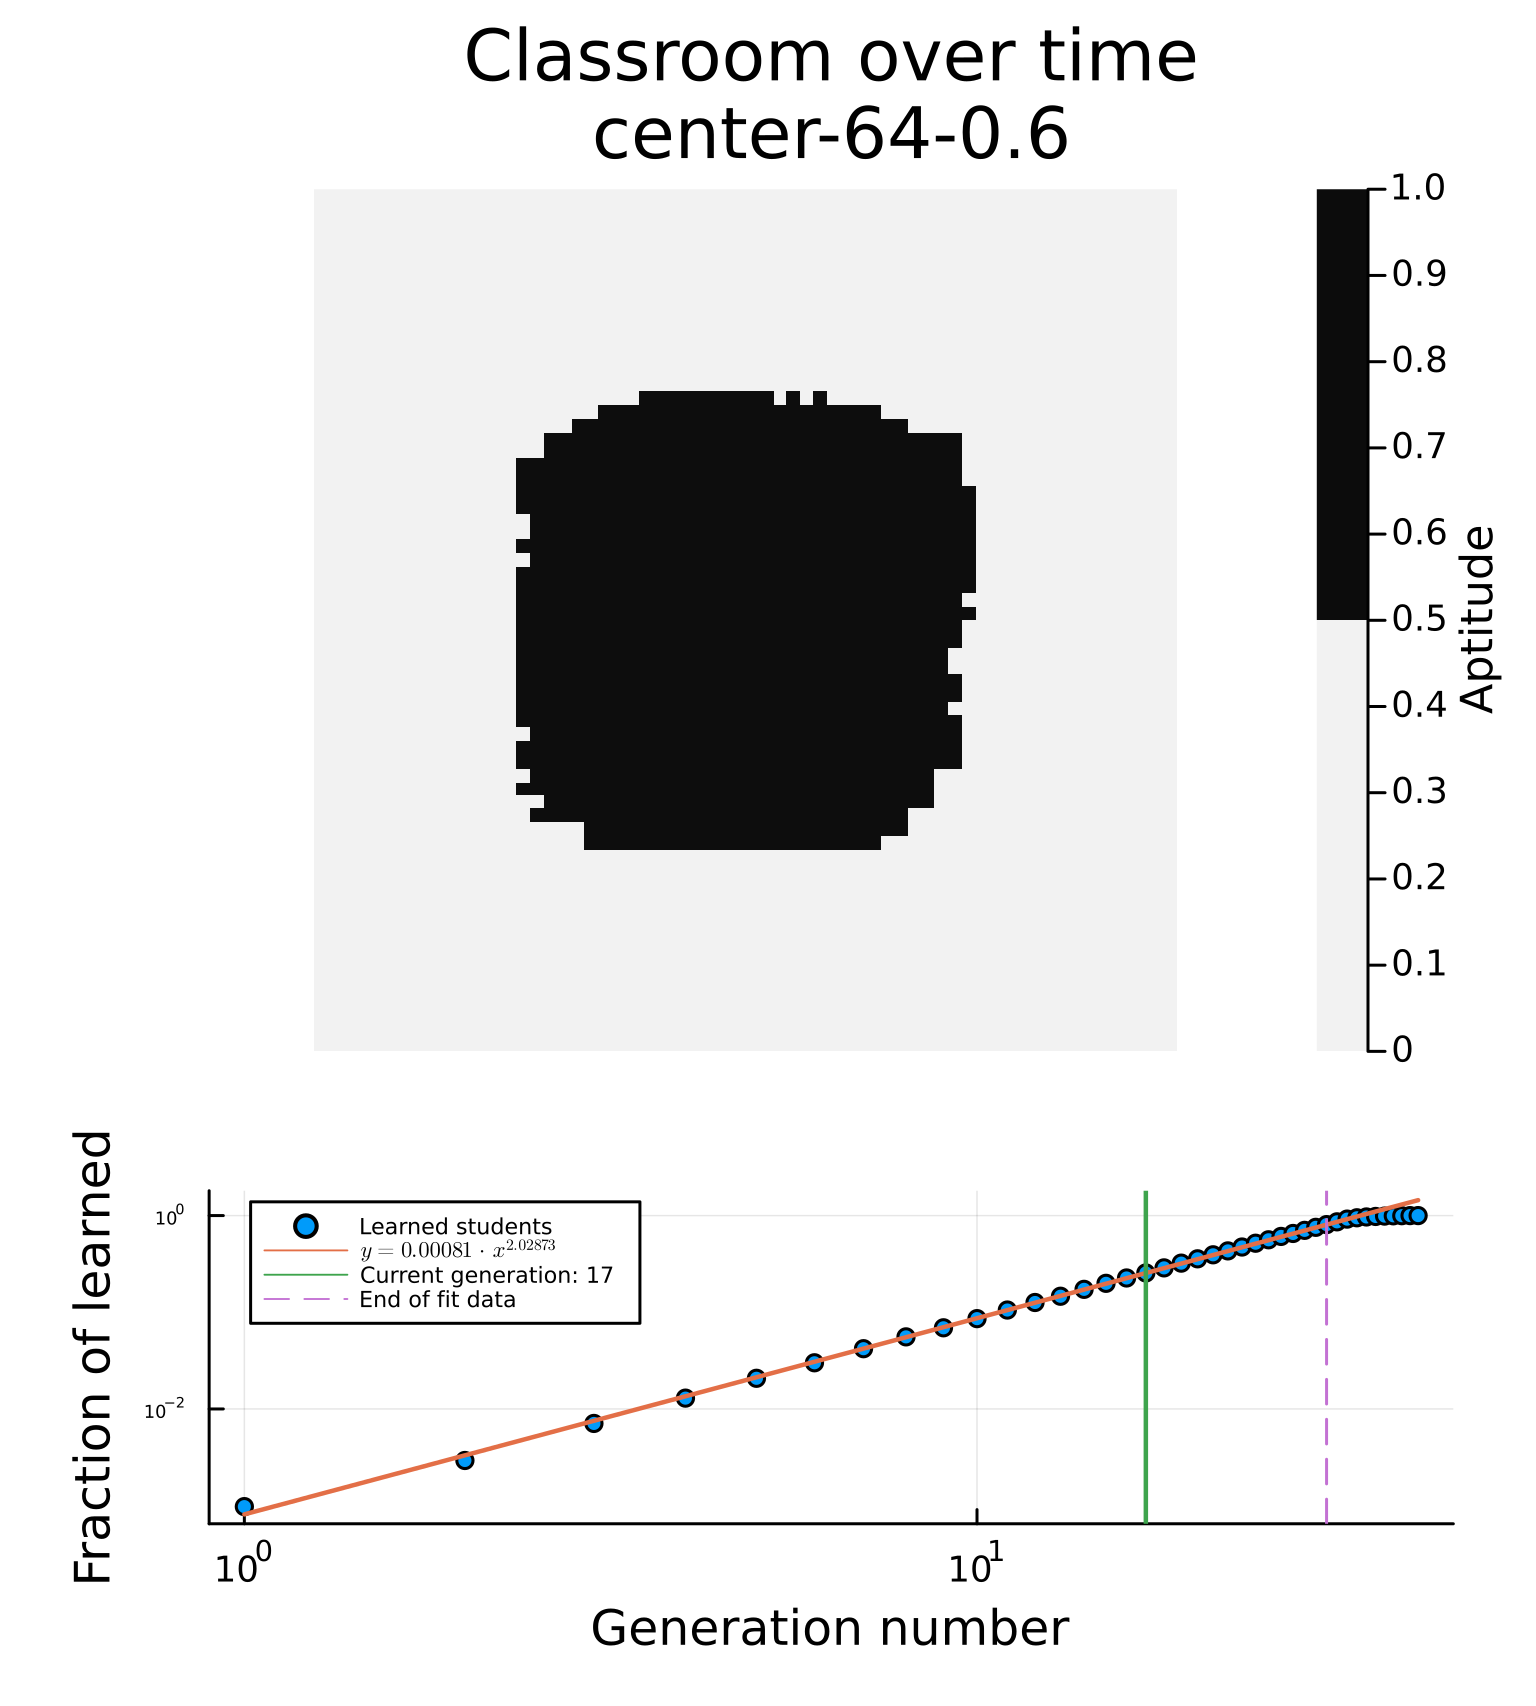 Classroom over time
center-64-0.6
1.0
0.9
0.8
0.7
0.6
0.5
0.4
0.3
0.2
0.1
0
Aptitude
Fraction of learned
10⁰
10⁻²
Learned students
y = 0.00081 · x^2.02873
Current generation: 17
End of fit data
10⁰
10¹
Generation number